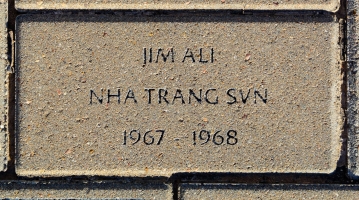 JIM ALI
NHA TRANG SVN
1967 1968